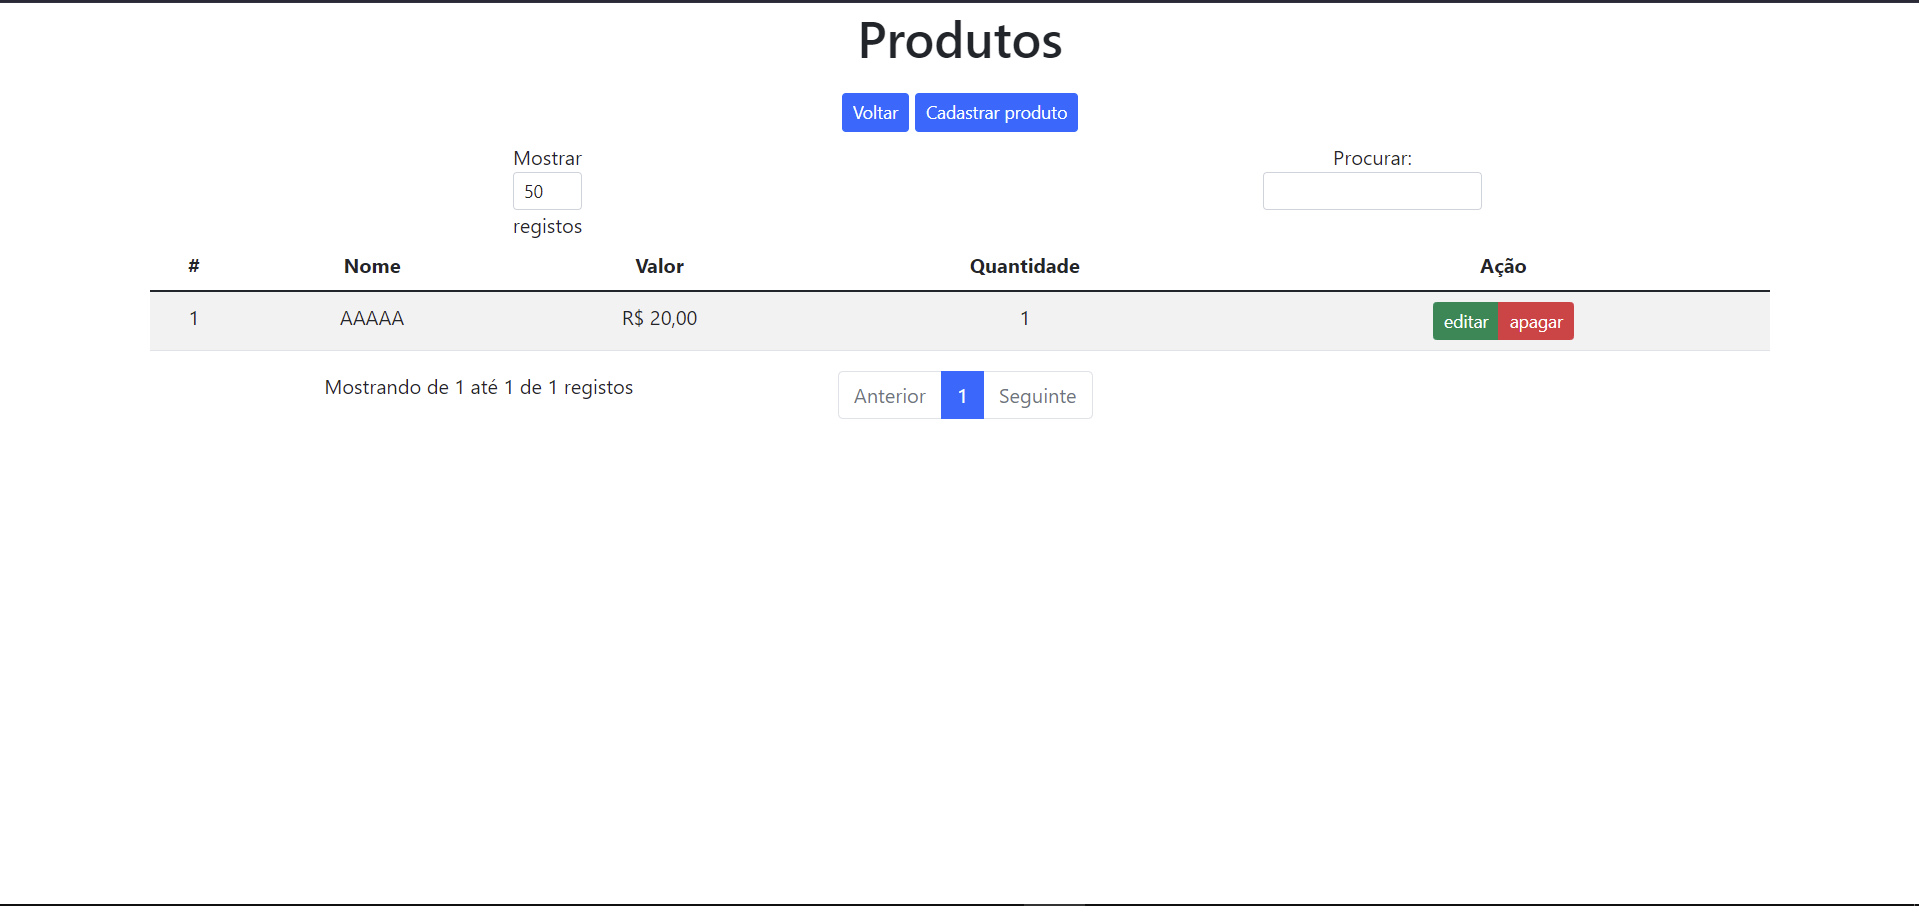 Produtos
Voltar Cadastrar produto
Mostrar
50
registos
Procurar:
# Nome Valor Quantidade Ação
1 AAAAA R$ 20,00 1 editar apagar
Mostrando de 1 até 1 de 1 registos
Anterior 1 Seguinte